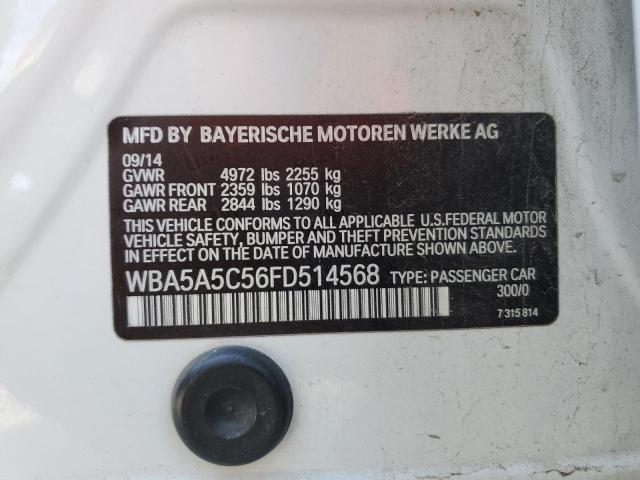 MFD BY BAYERISCHE MOTOREN WERKE AG
09/14
GVWR 4972 lbs 2255 kg
GAWR FRONT 2359 lbs 1070 kg
GAWR REAR 2844 lbs 1290 kg
THIS VEHICLE CONFORMS TO ALL APPLICABLE U.S.FEDERAL MOTOR
VEHICLE SAFETY, BUMPER AND THEFT PREVENTION STANDARDS
IN EFFECT ON THE DATE OF MANUFACTURE SHOWN ABOVE.
WBA5A5C56FD514568 TYPE: PASSENGER CAR
300/0
7 315 814